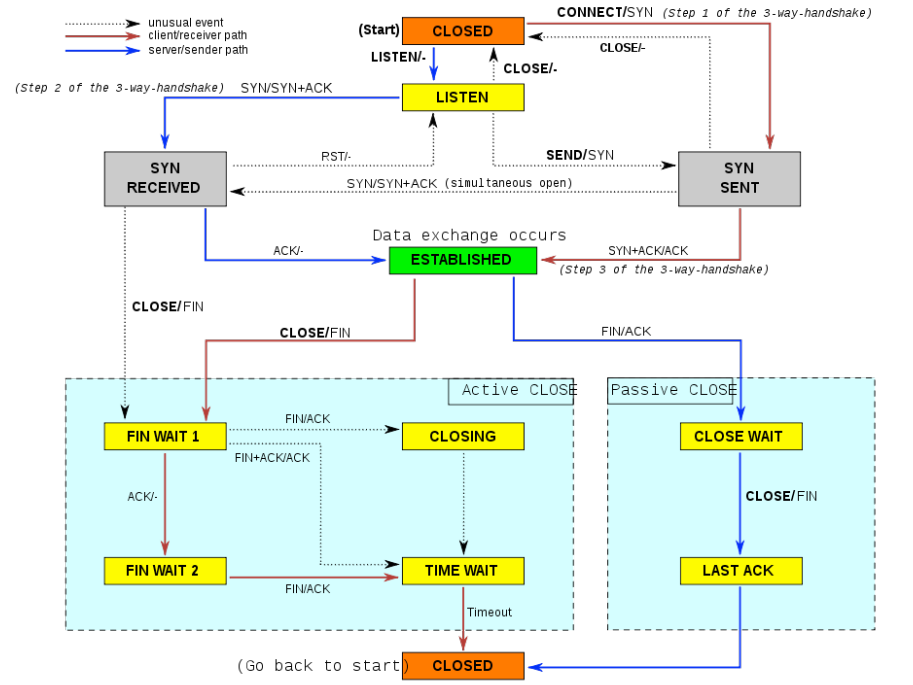 unusual event
client/receiver path
server/sender path
(Start)
CLOSED
CONNECT/SYN (Step 1 of the 3-way-handshake)
CLOSE/-
LISTEN/-
CLOSE/-
(Step 2 of the 3-way-handshake)
SYN/SYN+ACK
LISTEN
RST/-
SEND/SYN
SYN
RECEIVED
SYN
SENT
SYN/SYN+ACK (simultaneous open)
Data exchange occurs
ACK/-
ESTABLISHED
SYN+ACK/ACK
(Step 3 of the 3-way-handshake)
CLOSE/FIN
CLOSE/FIN
FIN/ACK
Active CLOSE
Passive CLOSE
FIN WAIT 1
FIN/ACK
CLOSING
CLOSE WAIT
FIN+ACK/ACK
ACK/-
CLOSE/FIN
FIN WAIT 2
FIN/ACK
TIME WAIT
LAST ACK
Timeout
(Go back to start)
CLOSED